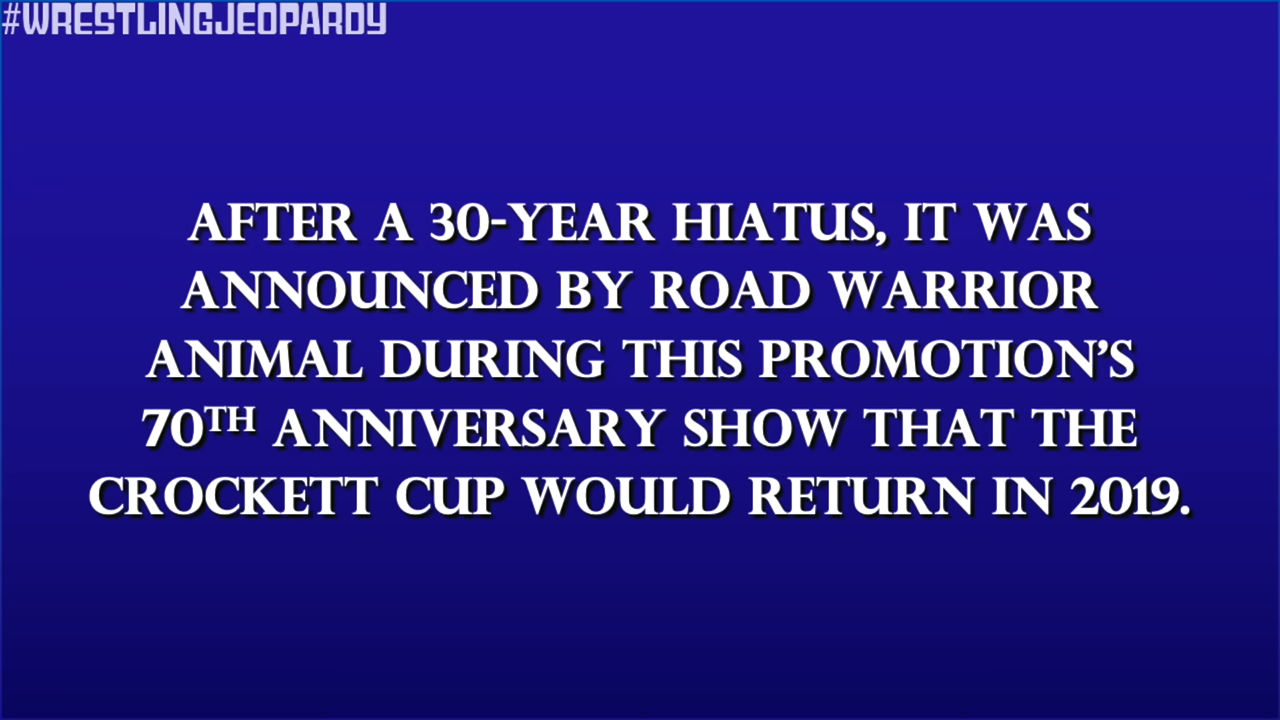 #WRESTLINGJEOPARDY
AFTER A 30-YEAR HIATUS, IT WAS
ANNOUNCED BY ROAD WARRIOR
ANIMAL DURING THIS PROMOTION’S
70TH ANNIVERSARY SHOW THAT THE
CROCKETT CUP WOULD RETURN IN 2019.